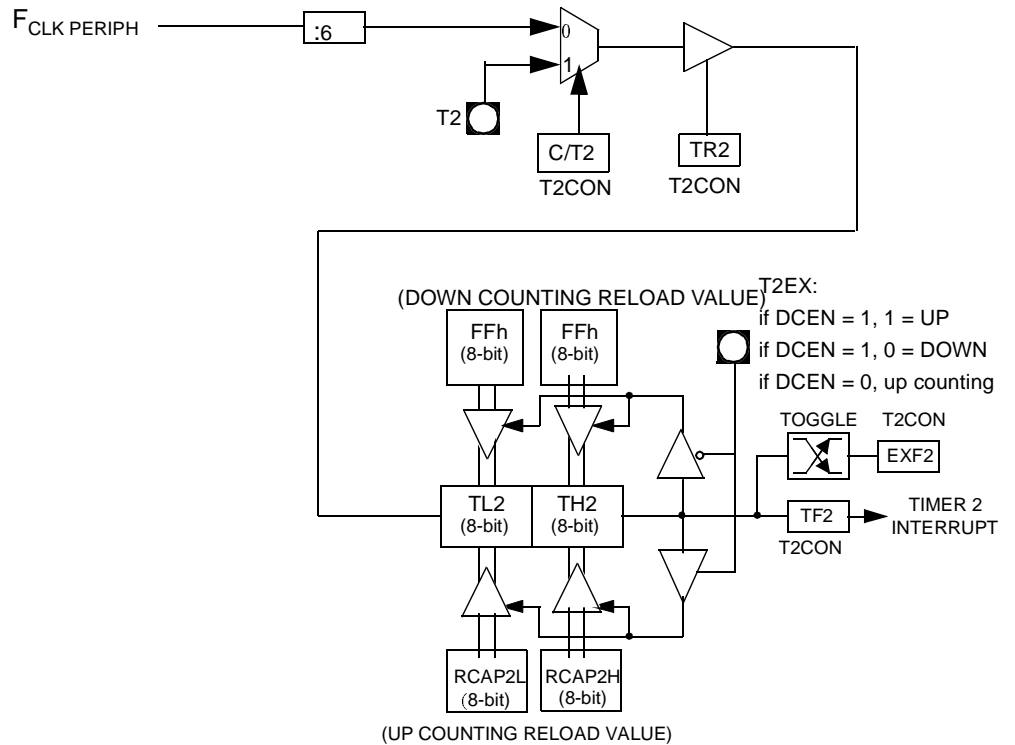 FCLK PERIPH
:6
0
1
T2
C/T2
TR2
T2CON
T2CON
(DOWN COUNTING RELOAD VALUE)
T2EX:
if DCEN = 1, 1 = UP
if DCEN = 1, 0 = DOWN
if DCEN = 0, up counting
FFh
(8-bit)
FFh
(8-bit)
TOGGLE
T2CON
EXF2
TL2
(8-bit)
TH2
(8-bit)
TF2
TIMER 2
INTERRUPT
T2CON
RCAP2L
(8-bit)
RCAP2H
(8-bit)
(UP COUNTING RELOAD VALUE)